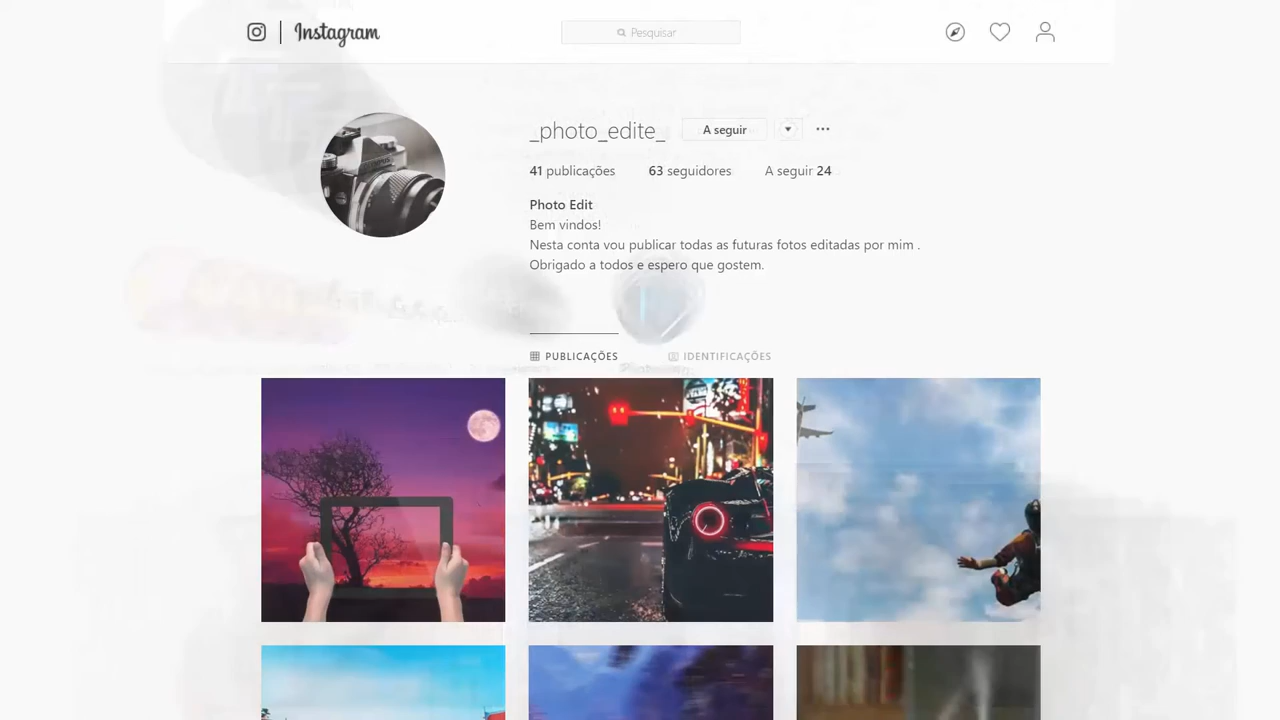 Instagram
Pesquisar
_photo_edite_ A seguir
41 publicações 63 seguidores A seguir 24
Photo Edit
Bem vindos!
Nesta conta vou publicar todas as futuras fotos editadas por mim .
Obrigado a todos e espero que gostem.
PUBLICAÇÕES IDENTIFICAÇÕES
OLYMPUS